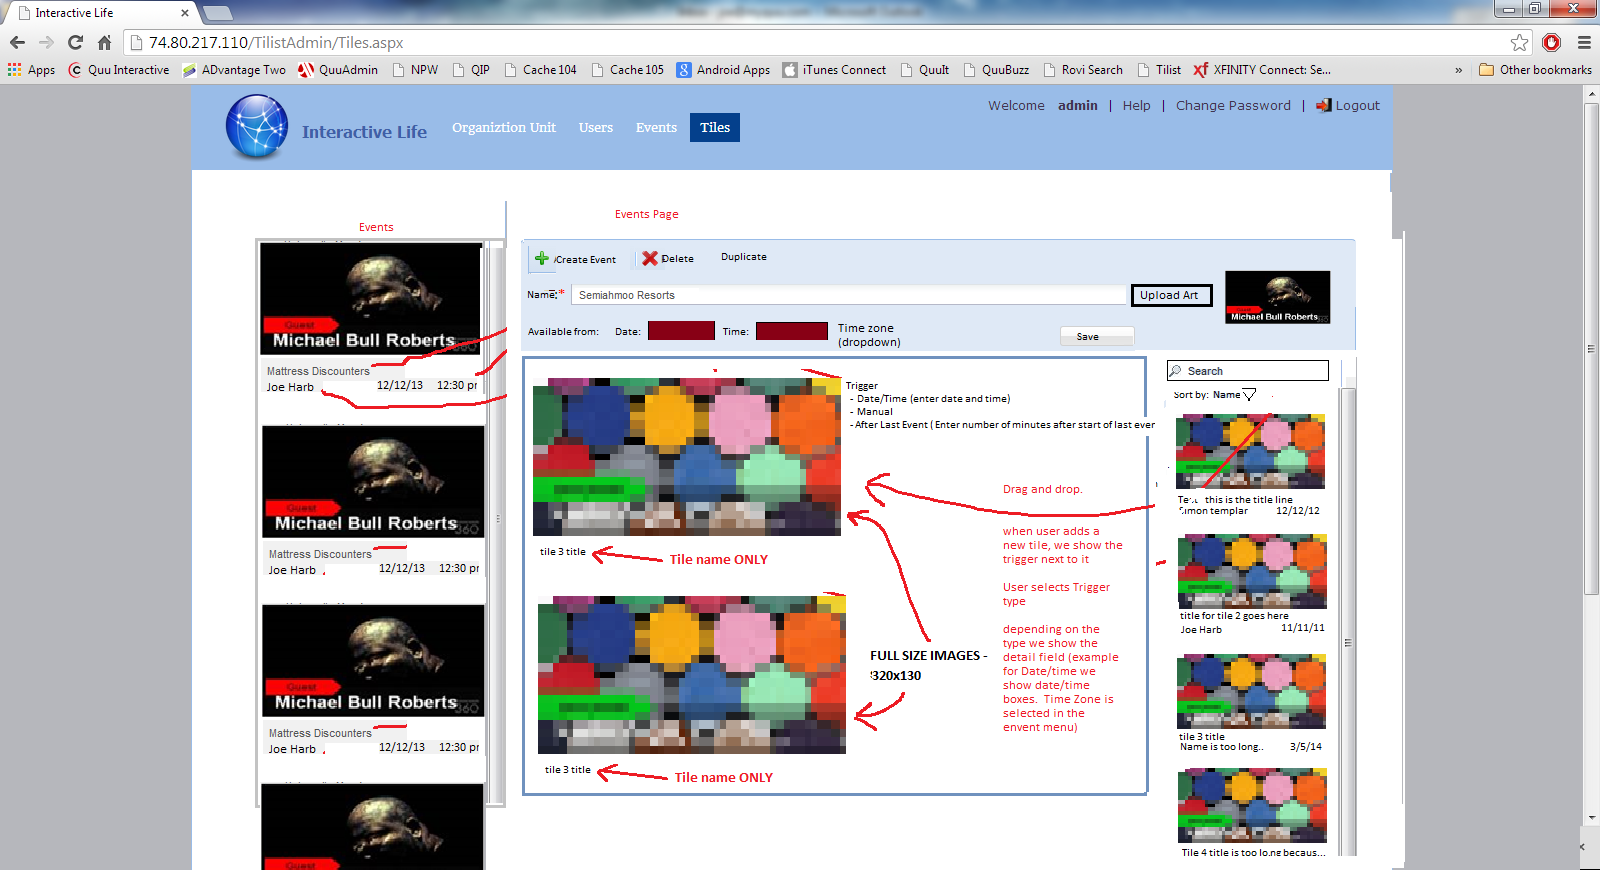 Interactive Life
74.80.217.110/TilistAdmin/Tiles.aspx
Apps Quu Interactive ADvantage Two QuuAdmin NPW QIP Cache 104 Cache 105 Android Apps iTunes Connect QuuIt QuuBuzz Rovi Search Tilist XFINITY Connect: Se... » Other bookmarks
Welcome admin | Help | Change Password | Logout
Interactive Life Organiztion Unit Users Events Tiles
Events
Events Page
Create Event Delete Duplicate
Name:* Semiahmoo Resorts Upload Art
Available from: Date: Time: Time zone
(dropdown)
Save
Guest
Michael Bull Roberts
Michael Bull Roberts 360
Mattress Discounters
Joe Harb 12/12/13 12:30 pr
Guest
Michael Bull Roberts 360
Mattress Discounters
Joe Harb 12/12/13 12:30 pr
Guest
Michael Bull Roberts 360
Mattress Discounters
Joe Harb 12/12/13 12:30 pr
Guest
Trigger
- Date/Time (enter date and time)
- Manual
- After Last Event ( Enter number of minutes after start of last ever
tile 3 title
Tile name ONLY
tile 3 title
Tile name ONLY
FULL SIZE IMAGES -
320x130
Drag and drop.
when user adds a
new tile, we show the
trigger next to it
User selects Trigger
type
depending on the
type we show the
detail field (example
for Date/time we
show date/time
boxes. Time Zone is
selected in the
envent menu)
Search
Sort by: Name
this is the title line
Simon templar 12/12/12
title for tile 2 goes here
Joe Harb 11/11/11
tile 3 title
Name is too long.. 3/5/14
Tile 4 title is too long becaus...